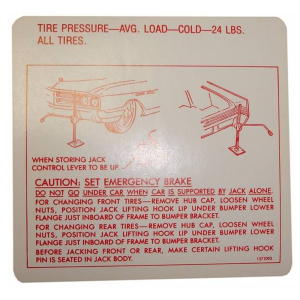 TIRE PRESSURE—AVG. LOAD—COLD—24 LBS.
ALL TIRES.
WHEN STORING JACK
CONTROL LEVER TO BE UP.
CAUTION: SET EMERGENCY BRAKE
DO NOT GO UNDER CAR WHEN CAR IS SUPPORTED BY JACK ALONE.
FOR CHANGING FRONT TIRES—REMOVE HUB CAP, LOOSEN WHEEL
NUTS, POSITION JACK LIFTING HOOK UP UNDER BUMPER LOWER
FLANGE JUST INBOARD OF FRAME TO BUMPER BRACKET.
FOR CHANGING REAR TIRES—REMOVE HUB CAP, LOOSEN WHEEL
NUTS, POSITION JACK LIFTING HOOK UP UNDER BUMPER LOWER
FLANGE JUST INBOARD OF FRAME TO BUMPER BRACKET.
BEFORE JACKING FRONT OR REAR, MAKE CERTAIN LIFTING HOOK
PIN IS SEATED IN JACK BODY.